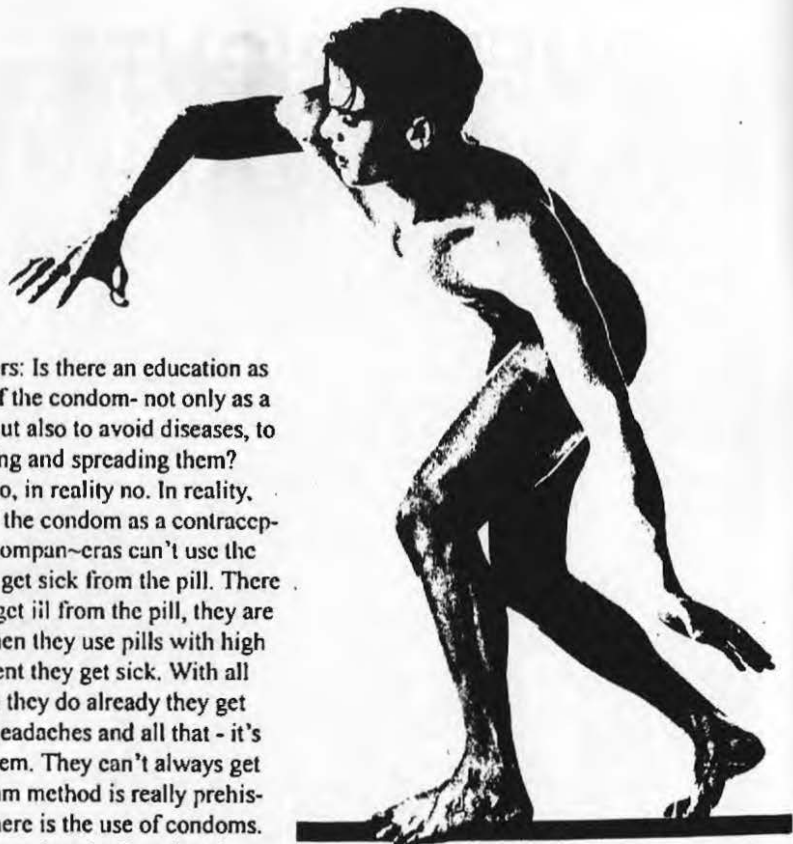 rs: Is there an education as
f the condom- not only as a
ut also to avoid diseases, to
ng and spreading them?
o, in reality no. In reality,
the condom as a contracep-
ompan~eras can't use the
get sick from the pill. There
get iil from the pill, they are
en they use pills with high
ent they get sick. With all
they do already they get
eadaches and all that - it's
em. They can't always get
am method is really prehis-
here is the use of condoms.